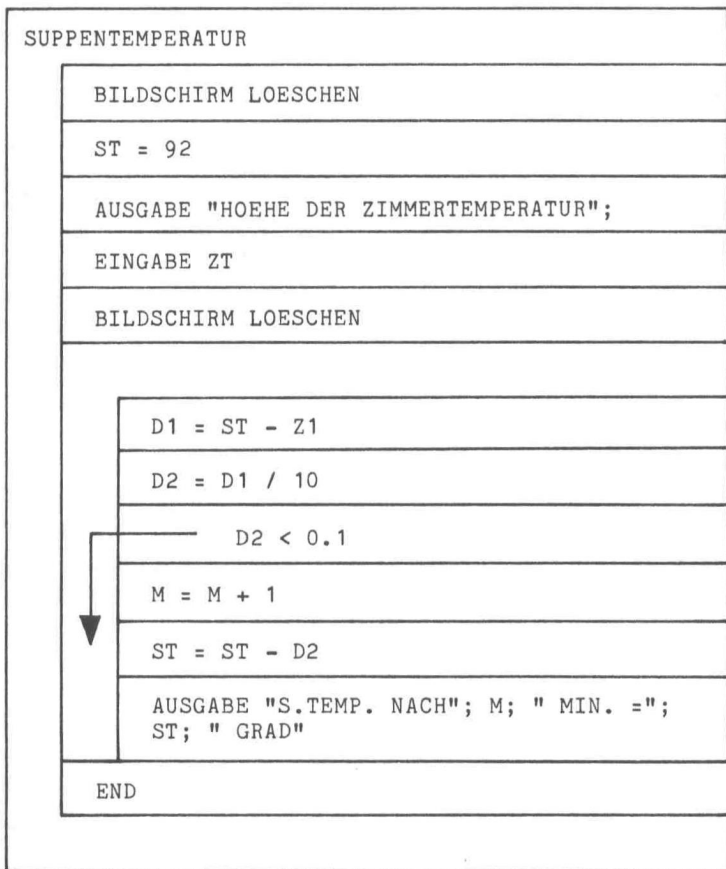 SUPPENTEMPERATUR
BILDSCHIRM LOESCHEN
ST = 92
AUSGABE "HOEHE DER ZIMMERTEMPERATUR";
EINGABE ZT
BILDSCHIRM LOESCHEN
D1 = ST - Z1
D2 = D1 / 10
D2 < 0.1
M = M + 1
ST = ST - D2
AUSGABE "S.TEMP. NACH"; M; " MIN. =";
ST; " GRAD"
END